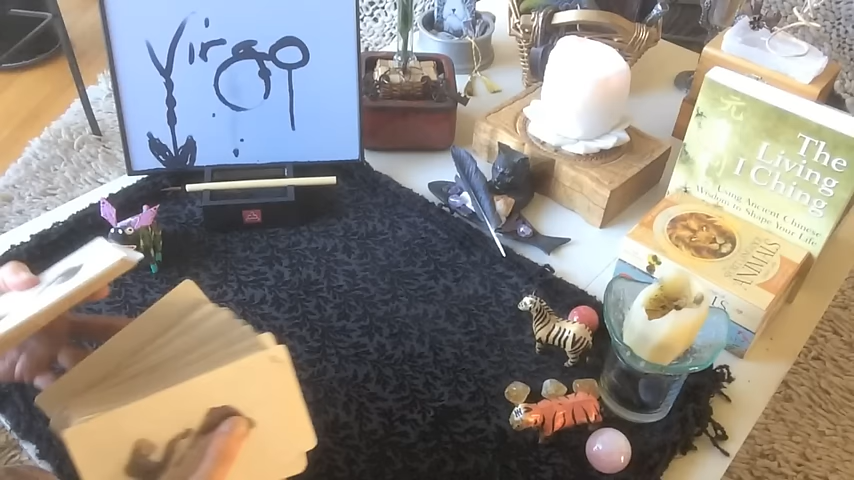 Virgo
元
The
Living
I Ching
Using Ancient Chinese
Wisdom to Shape Your Life
ANIMALS